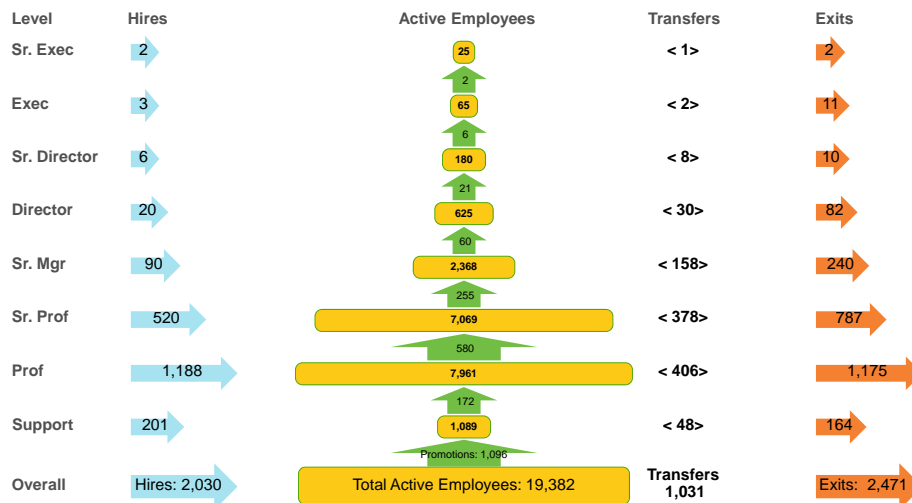 Level Hires Active Employees Transfers Exits
Sr. Exec 2 25 < 1> 2
2
Exec 3 65 < 2> 11
6
Sr. Director 6 180 < 8> 10
21
Director 20 625 < 30> 82
60
Sr. Mgr 90 2,368 < 158> 240
255
Sr. Prof 520 7,069 < 378> 787
580
Prof 1,188 7,961 < 406> 1,175
172
Support 201 1,089 < 48> 164
Promotions: 1,096
Overall Hires: 2,030 Total Active Employees: 19,382 Transfers 1,031 Exits: 2,471